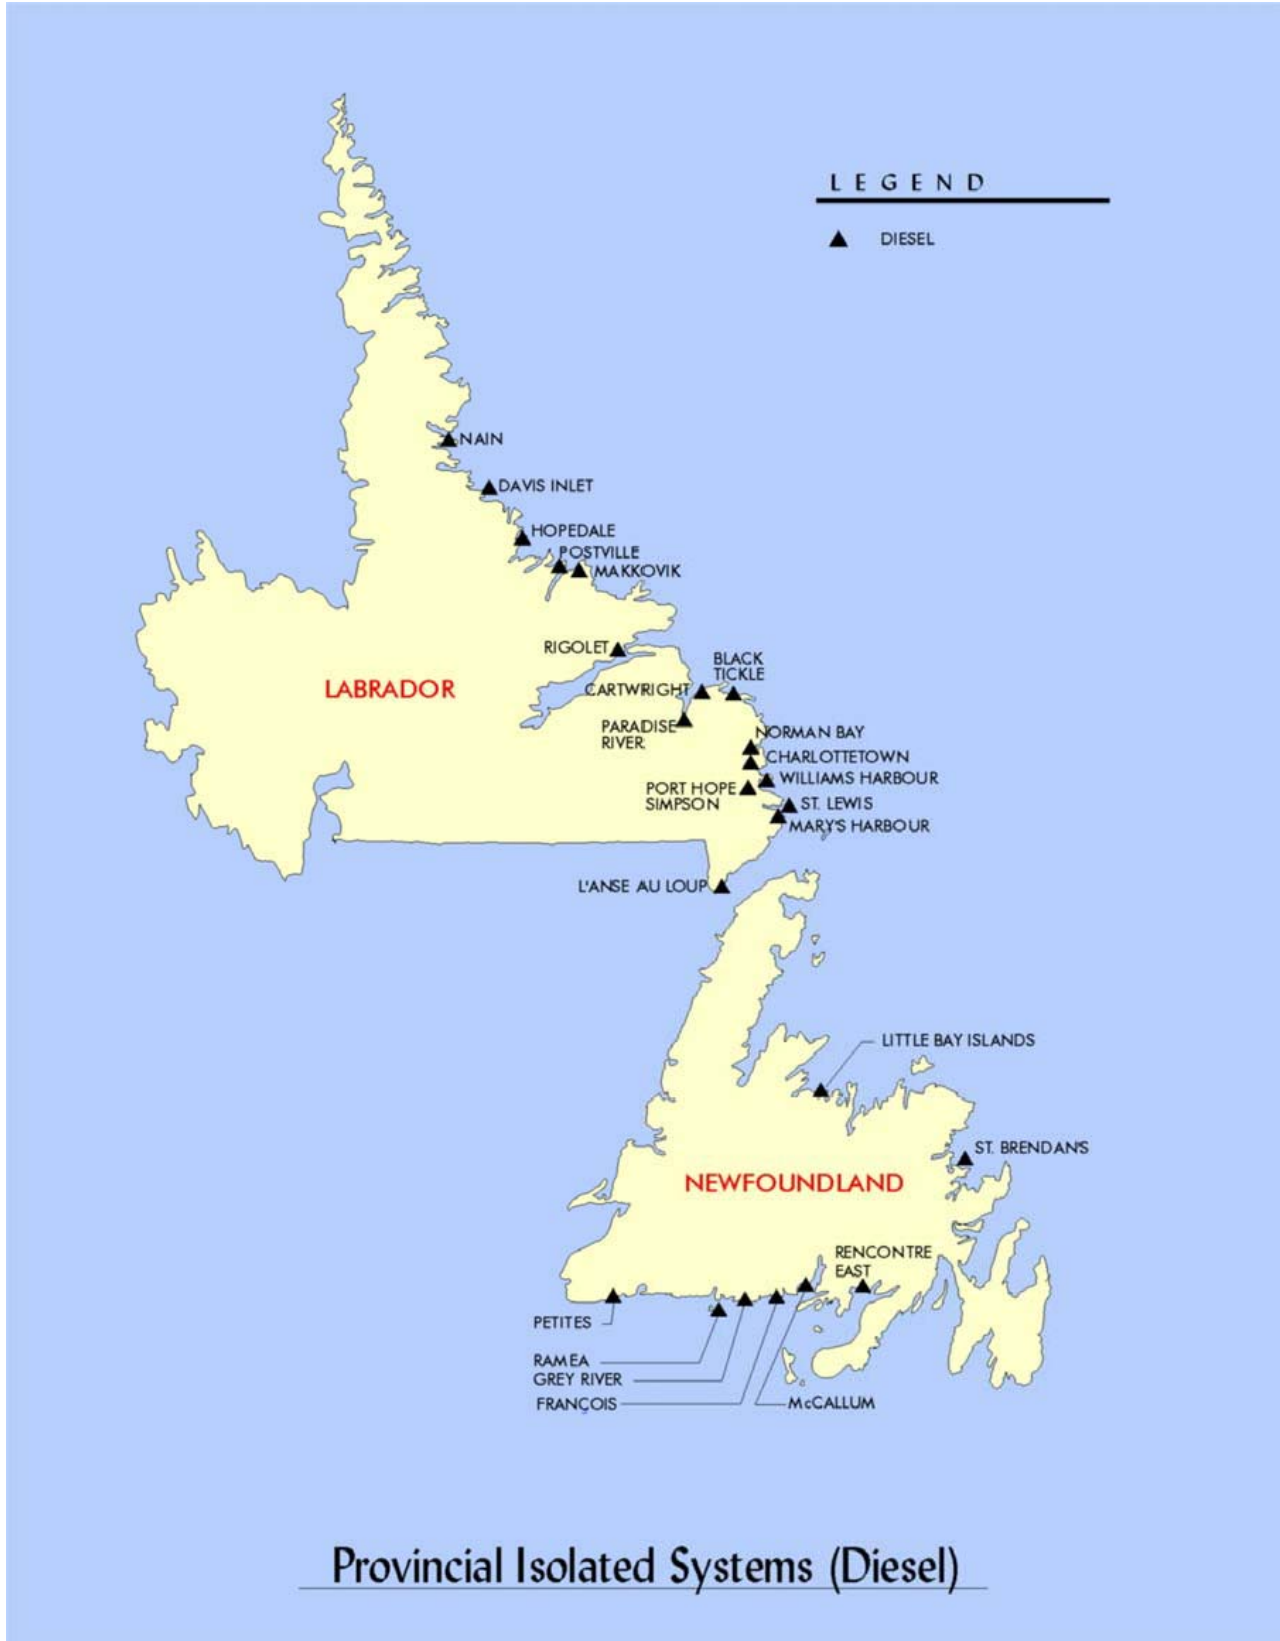 LEGEND
DIESEL
NAIN
DAVIS INLET
HOPEDALE
POSTVILLE
MAKKOVIK
RIGOLET
BLACK
TICKLE
LABRADOR
CARTWRIGHT
PARADISE
RIVER
NORMAN BAY
CHARLOTTETOWN
WILLIAMS HARBOUR
PORT HOPE
SIMPSON
ST. LEWIS
MARY'S HARBOUR
L'ANSE AU LOUP
LITTLE BAY ISLANDS
ST. BRENDAN'S
NEWFOUNDLAND
RENCONTRE
EAST
PETITES
RAMEA
GREY RIVER
FRANÇOIS
McCALLUM
Provincial Isolated Systems (Diesel)